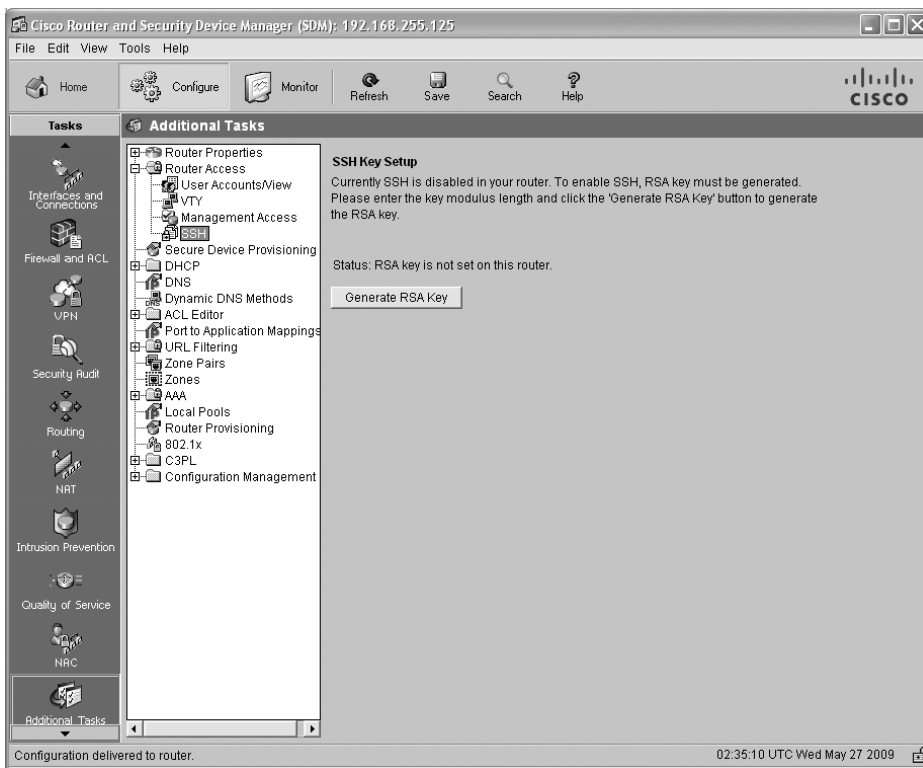 Cisco Router and Security Device Manager (SDM): 192.168.255.125
File Edit View Tools Help
Home Configure Monitor Refresh Save Search Help
CISCO
Tasks
Additional Tasks
Interfaces and
Connections
Firewall and ACL
VPN
Security Audit
Routing
NAT
Intrusion Prevention
Quality of Service
NAC
Additional Tasks
Router Properties
Router Access
User Accounts/View
VTY
Management Access
SSH
Secure Device Provisioning
DHCP
DNS
Dynamic DNS Methods
ACL Editor
Port to Application Mappings
URL Filtering
Zone Pairs
Zones
AAA
Local Pools
Router Provisioning
802.1x
C3PL
Configuration Management
SSH Key Setup
Currently SSH is disabled in your router. To enable SSH, RSA key must be generated.
Please enter the key modulus length and click the 'Generate RSA Key' button to generate
the RSA key.
Status: RSA key is not set on this router.
Generate RSA Key
Configuration delivered to router.
02:35:10 UTC Wed May 27 2009